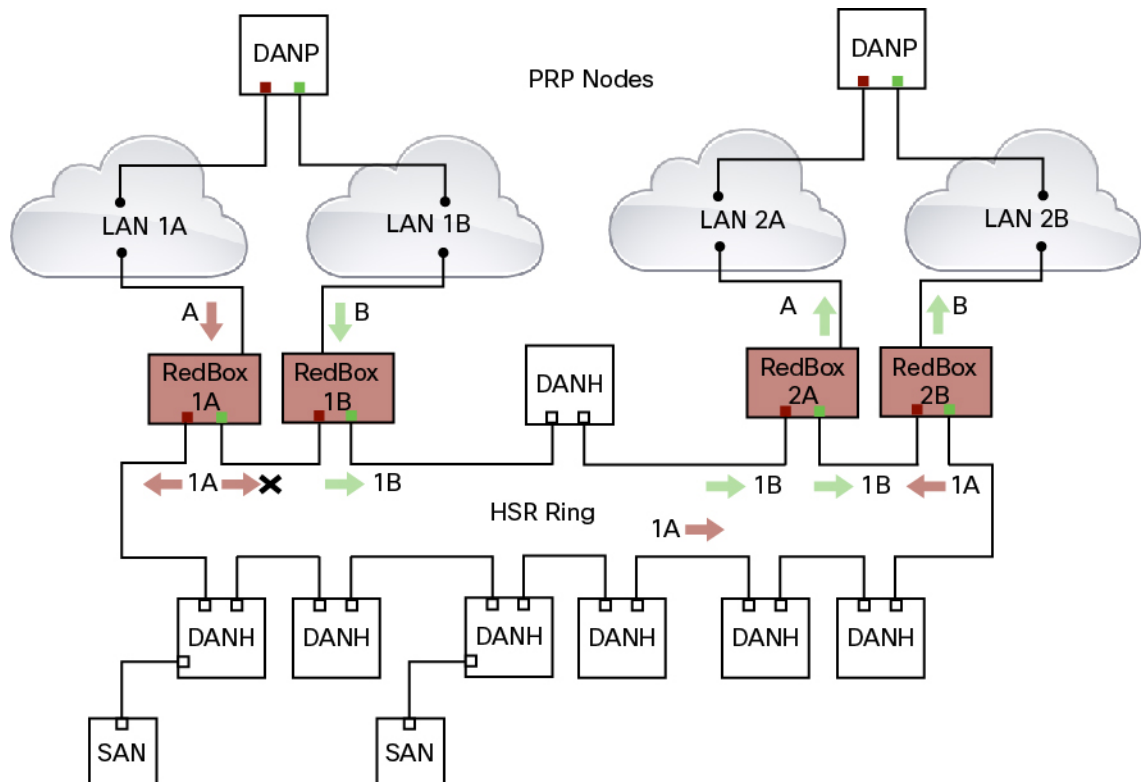 DANP
DANP
PRP Nodes
LAN 1A
LAN 1B
LAN 2A
LAN 2B
A
B
A
B
RedBox
1A
RedBox
1B
DANH
RedBox
2A
RedBox
2B
1A
1B
1B
1B
1A
HSR Ring
1A
DANH
DANH
DANH
DANH
DANH
DANH
SAN
SAN